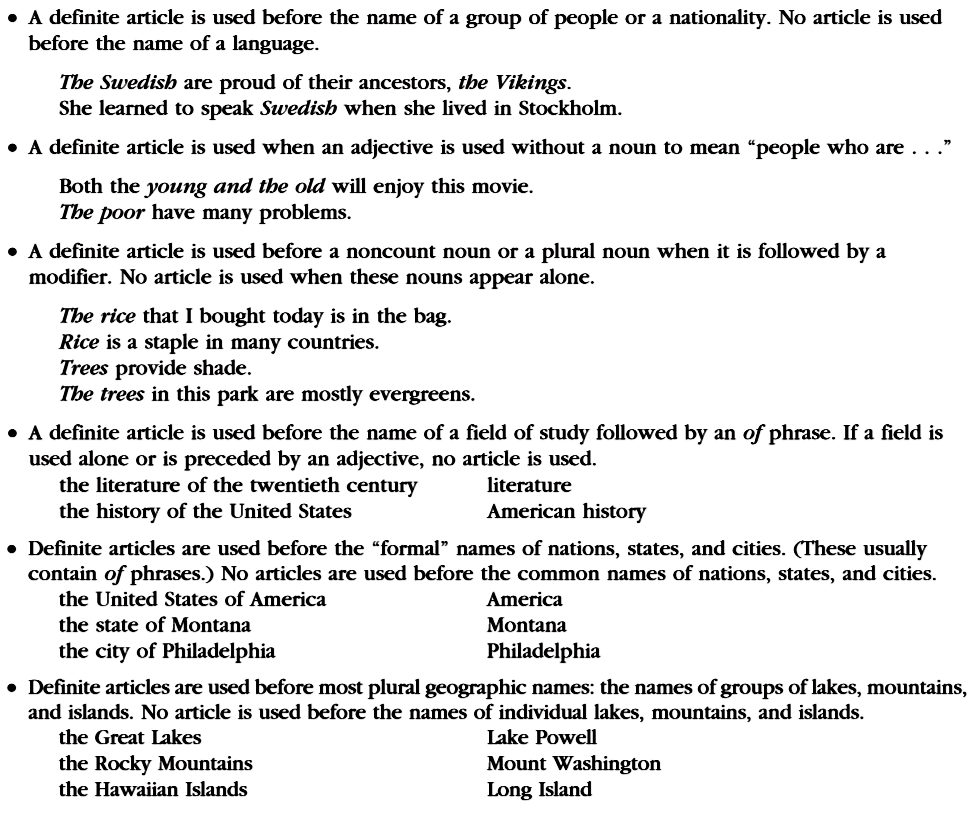 • A definite article is used before the name of a group of people or a nationality. No article is used
before the name of a language.
The Swedish are proud of their ancestors, the Vikings.
She learned to speak Swedish when she lived in Stockholm.
• A definite article is used when an adjective is used without a noun to mean “people who are . . .”
Both the young and the old will enjoy this movie.
The poor have many problems.
• A definite article is used before a noncount noun or a plural noun when it is followed by a
modifier. No article is used when these nouns appear alone.
The rice that I bought today is in the bag.
Rice is a staple in many countries.
Trees provide shade.
The trees in this park are mostly evergreens.
• A definite article is used before the name of a field of study followed by an of phrase. If a field is
used alone or is preceded by an adjective, no article is used.
the literature of the twentieth century literature
the history of the United States American history
• Definite articles are used before the “formal” names of nations, states, and cities. (These usually
contain of phrases.) No articles are used before the common names of nations, states, and cities.
the United States of America America
the state of Montana Montana
the city of Philadelphia Philadelphia
• Definite articles are used before most plural geographic names: the names of groups of lakes, mountains,
and islands. No article is used before the names of individual lakes, mountains, and islands.
the Great Lakes Lake Powell
the Rocky Mountains Mount Washington
the Hawaiian Islands Long Island